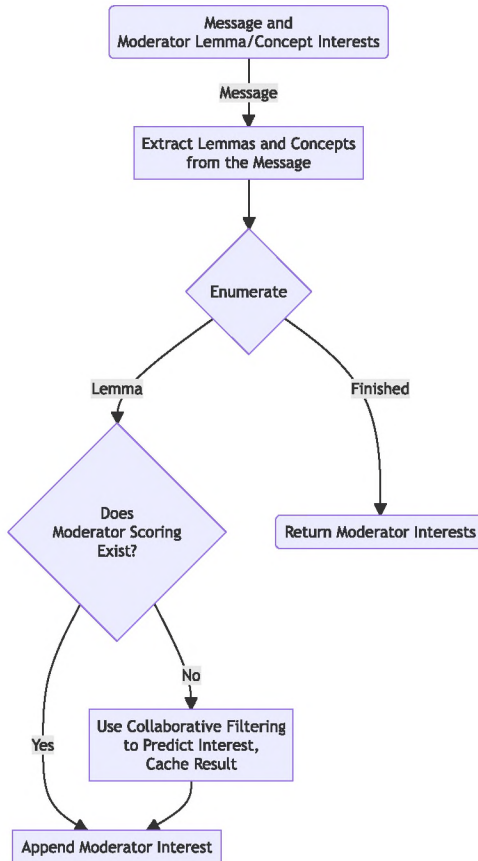 Message and
Moderator Lemma/Concept Interests
Message
Extract Lemmas and Concepts
from the Message
Enumerate
Lemma
Finished
Does
Moderator Scoring
Exist?
Return Moderator Interests
No
Use Collaborative Filtering
to Predict Interest,
Cache Result
Yes
Append Moderator Interest